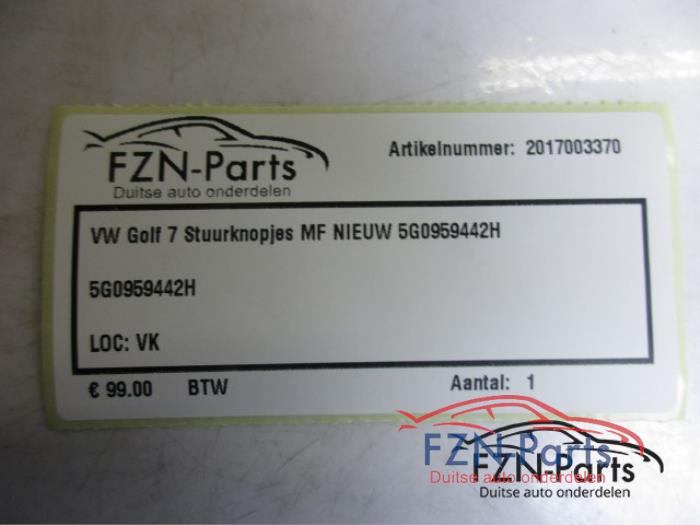 FZN-Parts
Duitse auto onderdelen
Artikelnummer: 2017003370
VW Golf 7 Stuurknopjes MF NIEUW 5G0959442H
5G0959442H
LOC: VK
€ 99.00 BTW Aantal: 1
FZN-Parts
Duitse auto onderdelen
FZN-Parts
Duitse auto onderdelen